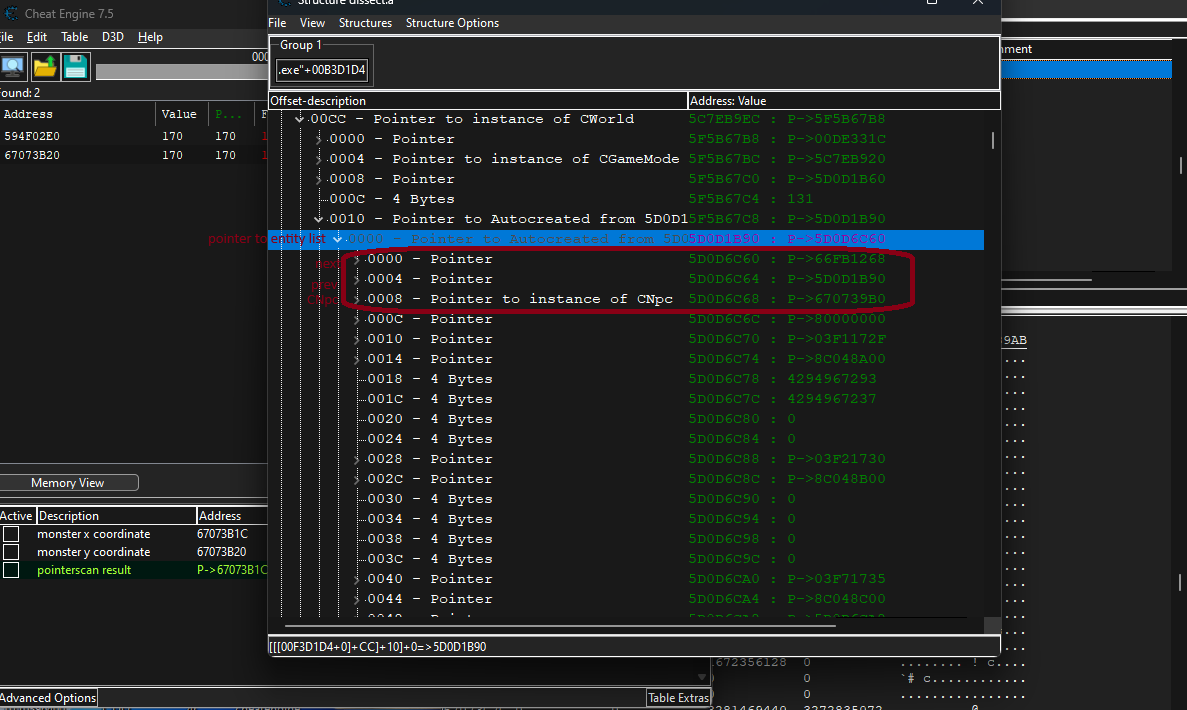 Cheat Engine 7.5
Structure dissect:a
File View Structures Structure Options
File Edit Table D3D Help
Group 1
.exe"+00B3D1D4
Found: 2
Address Value P... F
594F02E0 170 170 1
67073B20 170 170 1
Offset-description Address: Value
00CC - Pointer to instance of CWorld 5C7EB9EC : P->5F5B67B8
0000 - Pointer 5F5B67B8 : P->00DE331C
0004 - Pointer to instance of CGameMode 5F5B67BC : P->5C7EB920
0008 - Pointer 5F5B67C0 : P->5D0D1B60
000C - 4 Bytes 5F5B67C4 : 131
0010 - Pointer to Autocreated from 5D0D1 5F5B67C8 : P->5D0D1B90
pointer to entity list 0000 - Pointer to Autocreated from 5D0 5D0D1B90 : P->5D0D6C60
next 0000 - Pointer 5D0D6C60 : P->66FB1268
prev 0004 - Pointer 5D0D6C64 : P->5D0D1B90
CNpc 0008 - Pointer to instance of CNpc 5D0D6C68 : P->670739B0
000C - Pointer 5D0D6C6C : P->80000000
0010 - Pointer 5D0D6C70 : P->03F1172F
0014 - Pointer 5D0D6C74 : P->8C048A00
0018 - 4 Bytes 5D0D6C78 : 4294967293
001C - 4 Bytes 5D0D6C7C : 4294967237
0020 - 4 Bytes 5D0D6C80 : 0
0024 - 4 Bytes 5D0D6C84 : 0
0028 - Pointer 5D0D6C88 : P->03F21730
002C - Pointer 5D0D6C8C : P->8C048B00
0030 - 4 Bytes 5D0D6C90 : 0
0034 - 4 Bytes 5D0D6C94 : 0
0038 - 4 Bytes 5D0D6C98 : 0
003C - 4 Bytes 5D0D6C9C : 0
0040 - Pointer 5D0D6CA0 : P->03F71735
0044 - Pointer 5D0D6CA4 : P->8C048C00
[[[00F3D1D4+0]+CC]+10]+0=>5D0D1B90
Memory View
Active Description Address
monster x coordinate 67073B1C
monster y coordinate 67073B20
pointerscan result P->67073B1C
Advanced Options Table Extras
mment
9AB
672356128 0 ........ ! c....
0 `# c............
0 ................